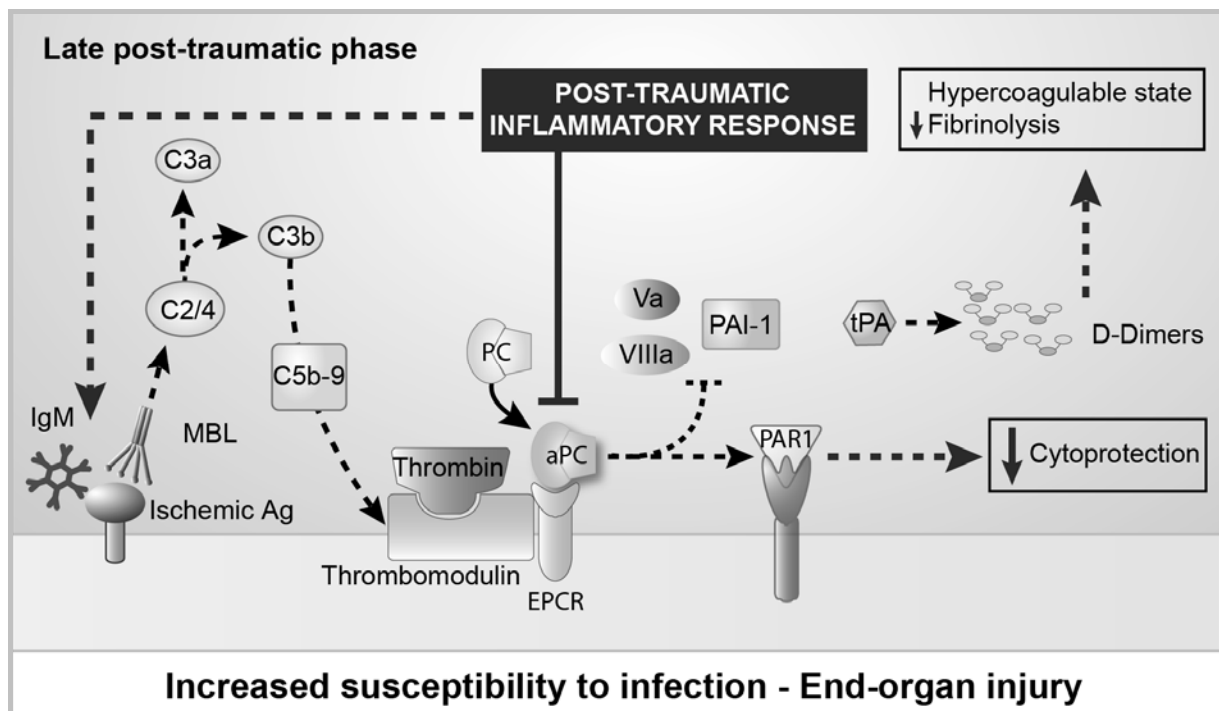 Late post-traumatic phase
POST-TRAUMATIC
INFLAMMATORY RESPONSE
Hypercoagulable state
Fibrinolysis
C3a
C3b
C2/4
C5b-9
IgM
MBL
Ischemic Ag
PC
Va
VIIIa
PAI-1
tPA
D-Dimers
Thrombin
aPC
PAR1
Cytoprotection
Thrombomodulin
EPCR
Increased susceptibility to infection - End-organ injury